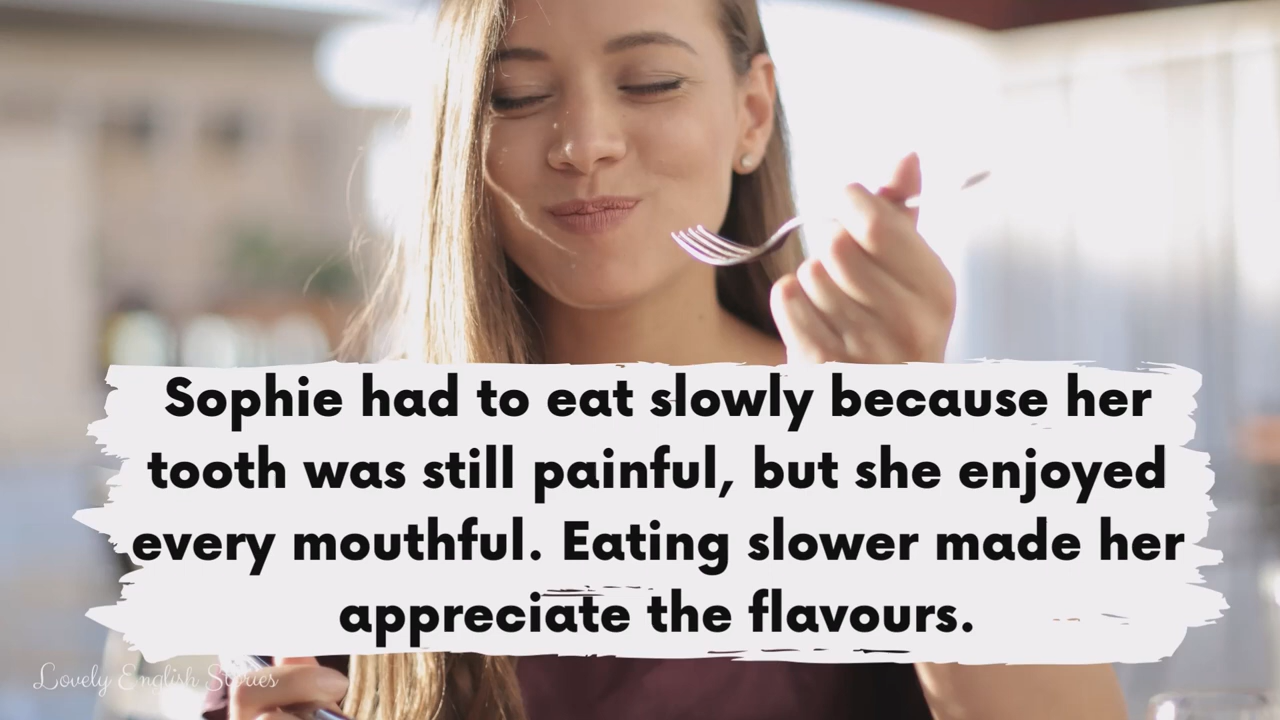 Sophie had to eat slowly because her
tooth was still painful, but she enjoyed
every mouthful. Eating slower made her
appreciate the flavours.
Lovely English Stories